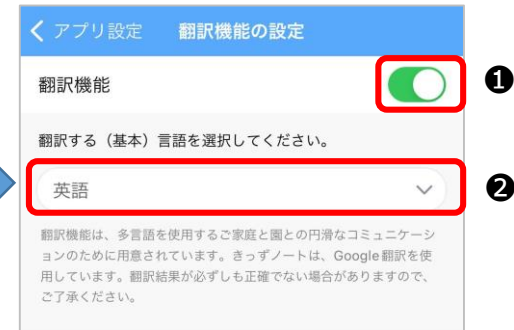 アプリ設定 翻訳機能の設定
翻訳機能
❶
翻訳する（基本）言語を選択してください。
英語
❷
翻訳機能は、多言語を使用するご家庭と園との円滑なコミュニケーシ
ョンのために用意されています。きっずノートは、Google翻訳を使
用しています。翻訳結果が必ずしも正確でない場合がありますので、
ご了承ください。